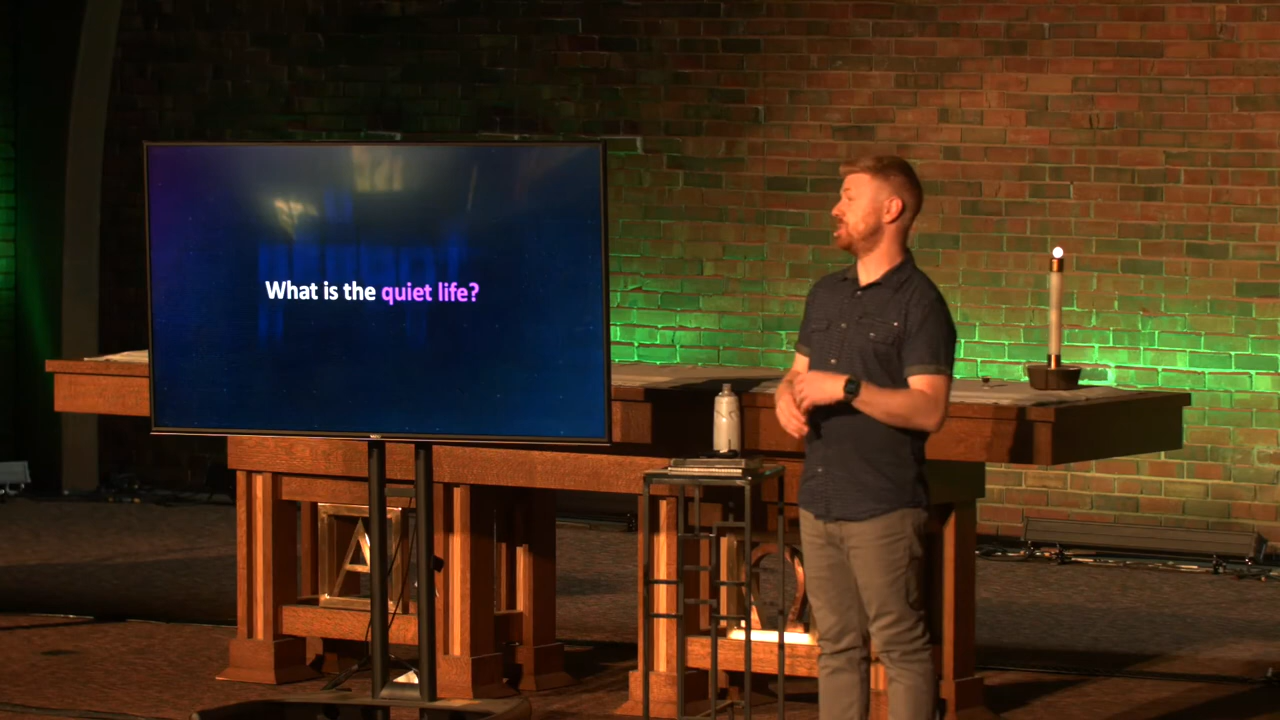 What is the quiet life?
A
Ω